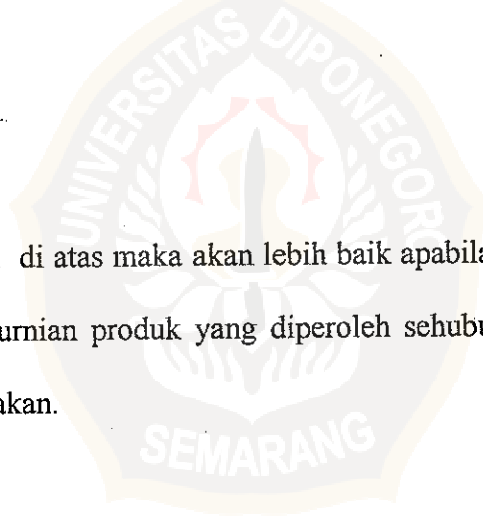 UNIVERSITAS DIPONEGORO
di atas maka akan lebih baik apabila
urnian produk yang diperoleh sehubu
akan.
SEMARANG